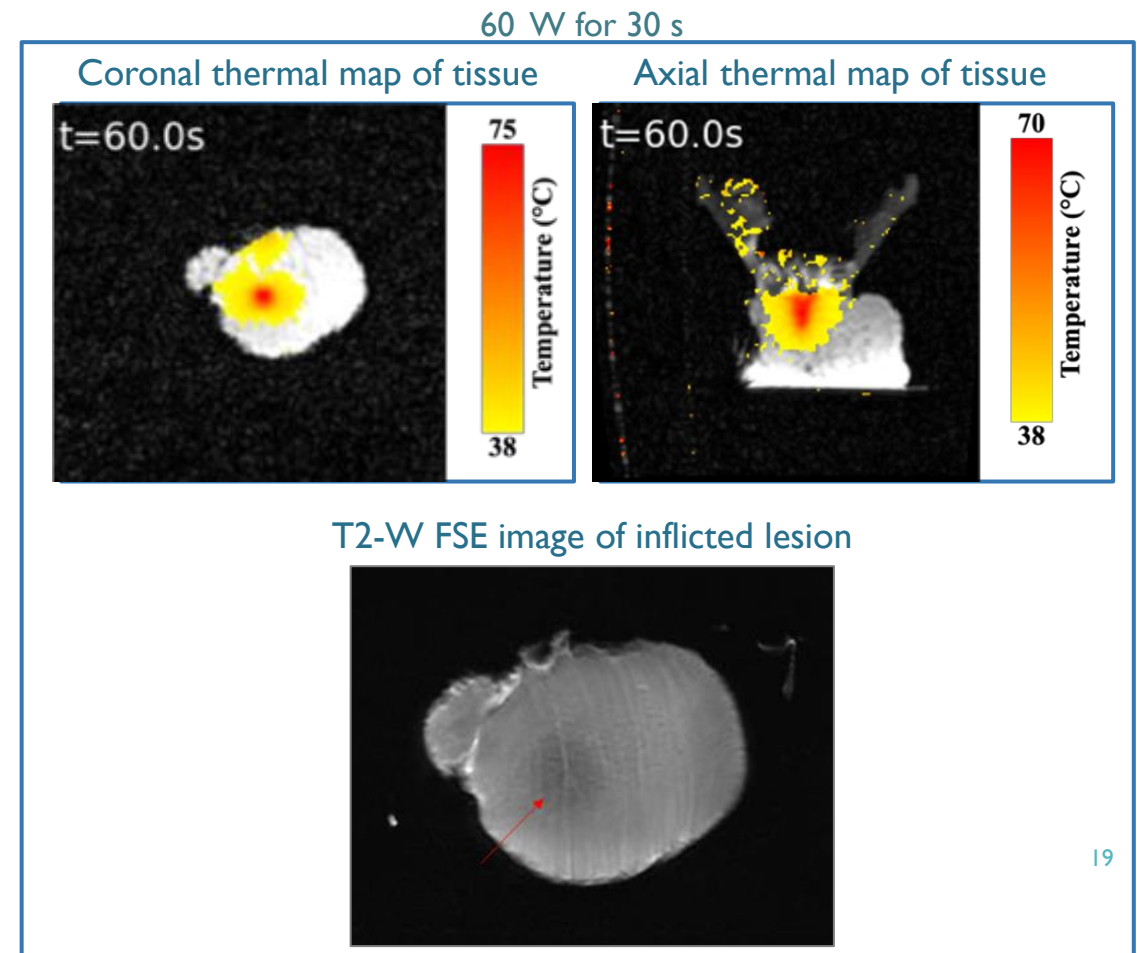 60 W for 30 s
Coronal thermal map of tissue
Axial thermal map of tissue
t=60.0s
75
Temperature (°C)
38
t=60.0s
70
Temperature (°C)
38
T2-W FSE image of inflicted lesion
19